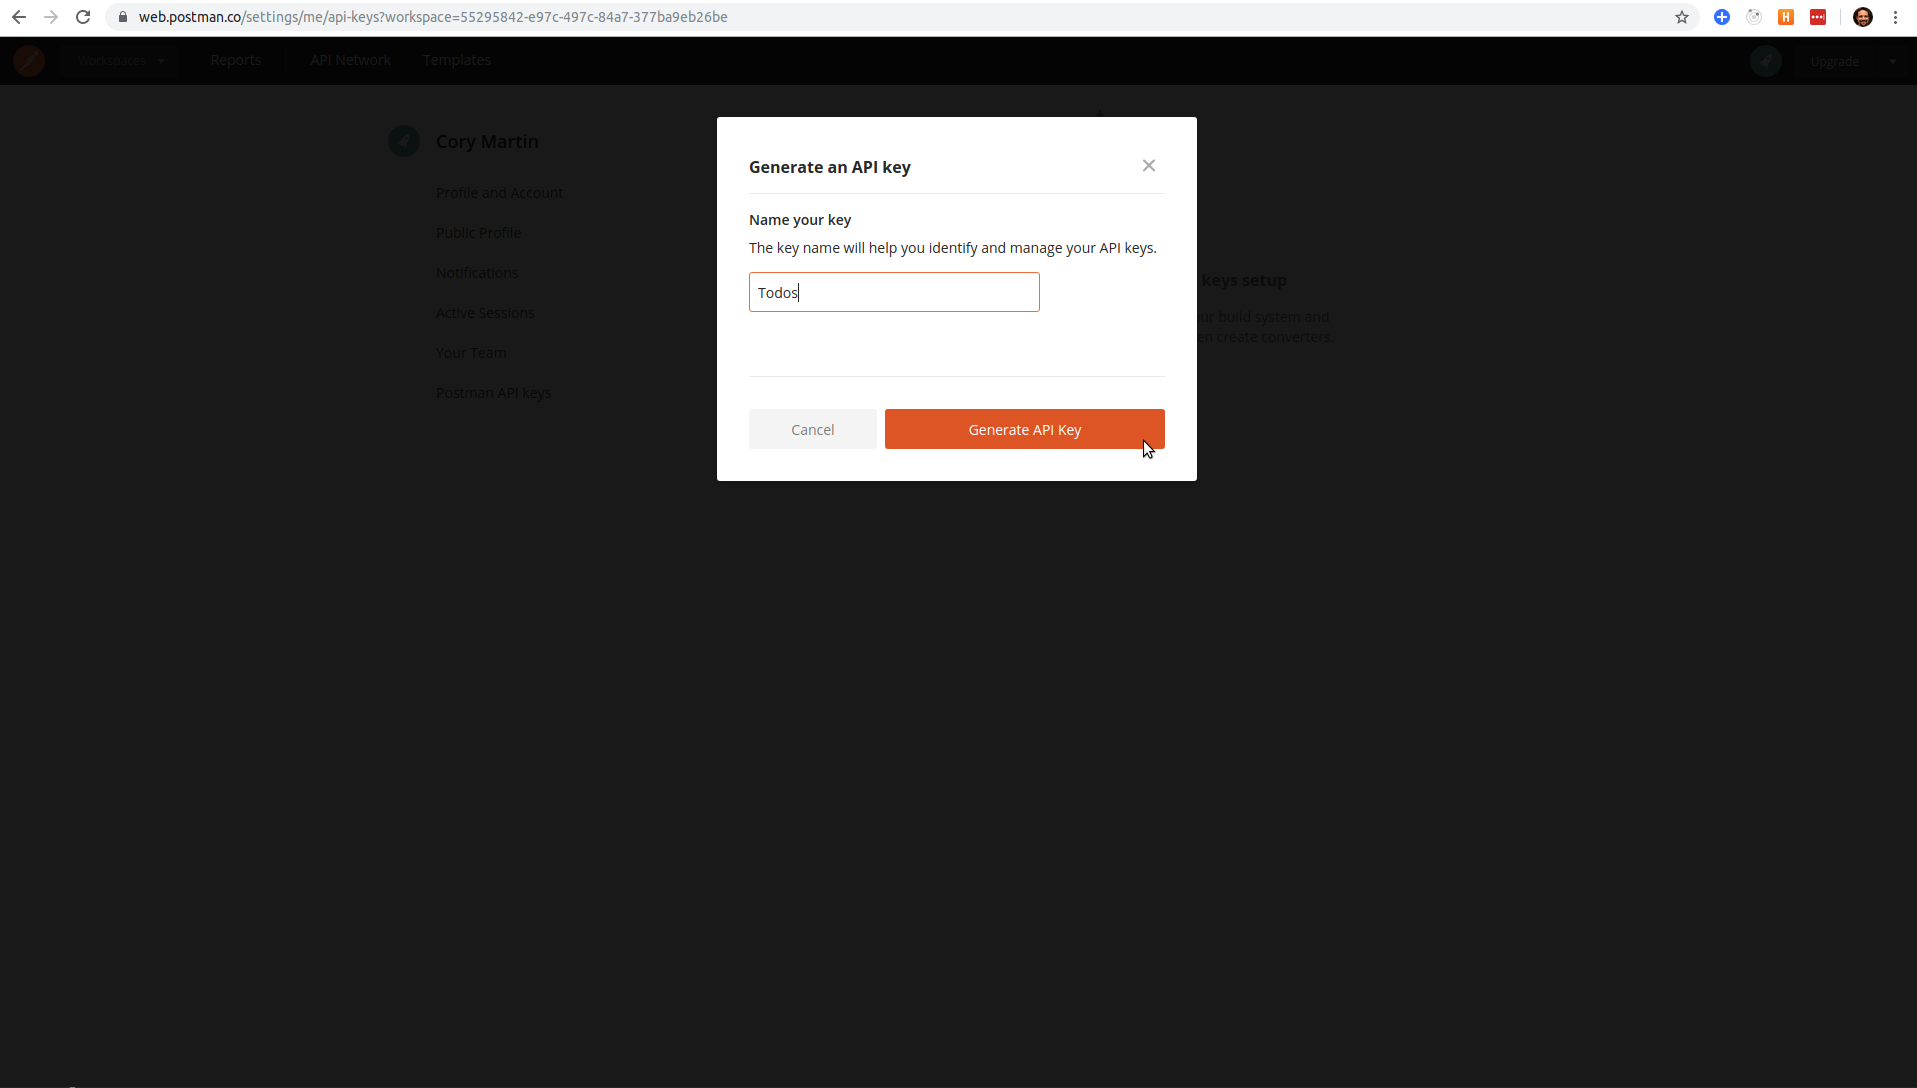 web.postman.co/settings/me/api-keys?workspace=55295842-e97c-497c-84a7-377ba9eb26be
H
Workspaces
Reports
API Network
Templates
Upgrade
Cory Martin
Profile and Account
Public Profile
Notifications
Active Sessions
Your Team
Postman API keys
Generate an API key
Name your key
The key name will help you identify and manage your API keys.
Todos
Cancel
Generate API Key
keys setup
ur build system and
en create converters.